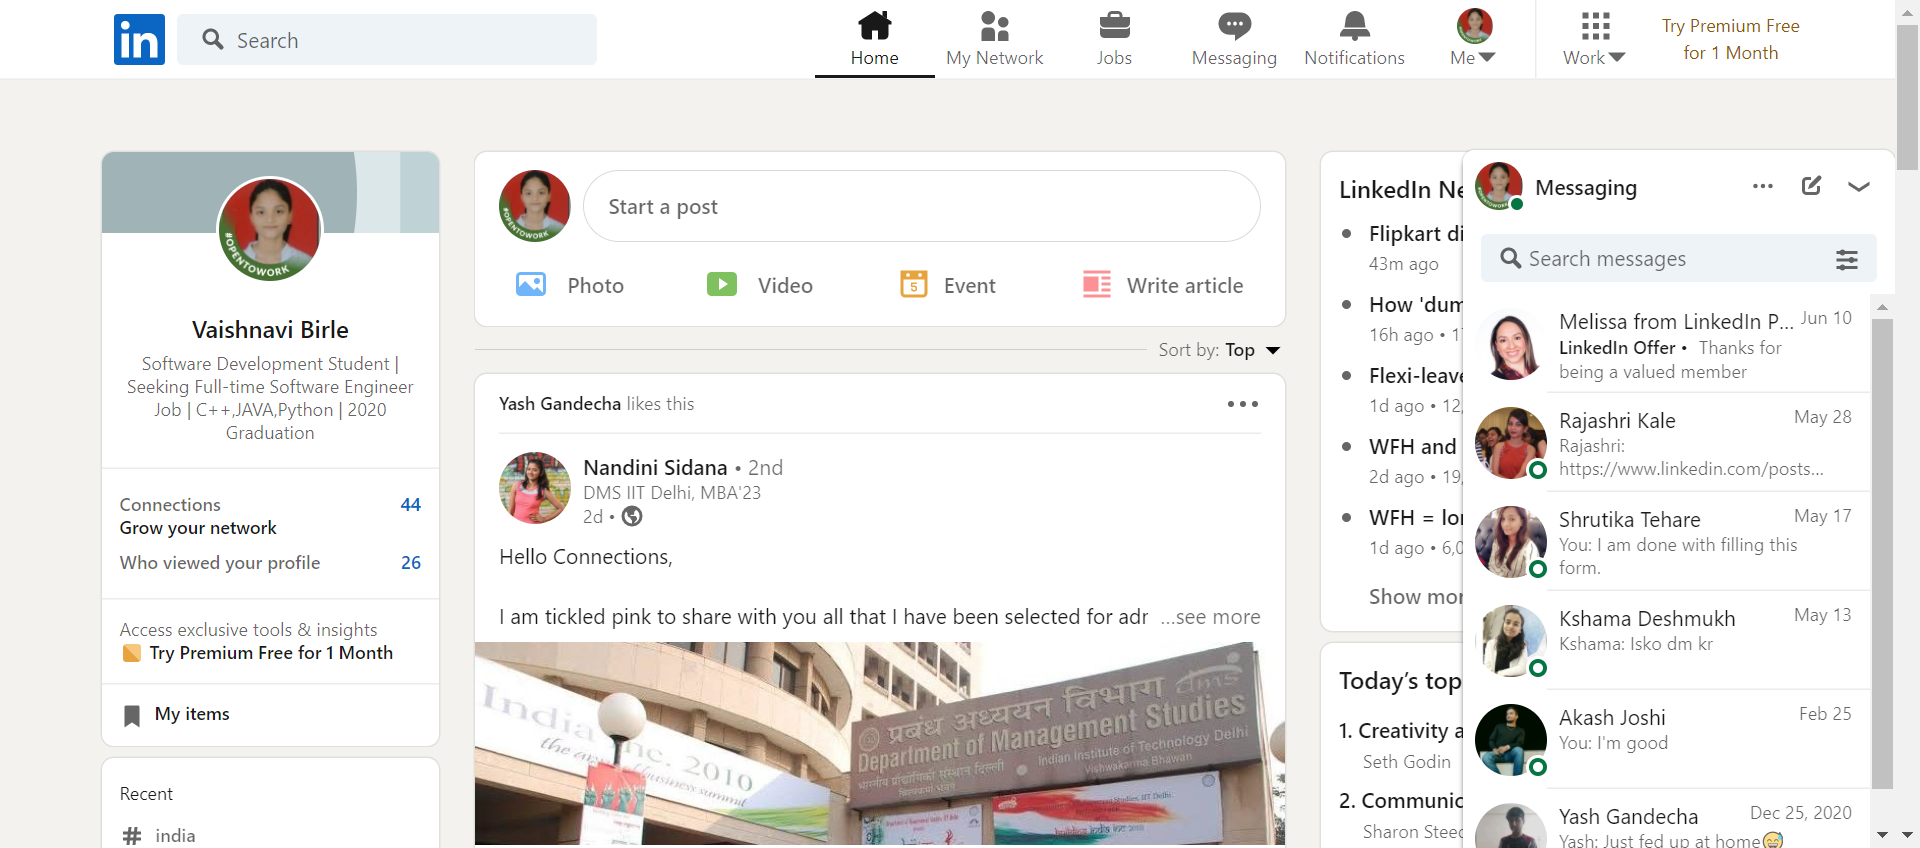 in
Search
Home
My Network
Jobs
Messaging
Notifications
Me
Work
Try Premium Free
for 1 Month
#OPENTOWORK
Vaishnavi Birle
Software Development Student |
Seeking Full-time Software Engineer
Job | C++,JAVA,Python | 2020
Graduation
Connections 44
Grow your network
Who viewed your profile 26
Access exclusive tools & insights
Try Premium Free for 1 Month
My items
Recent
# india
Start a post
Photo
Video
5
Event
Write article
Sort by: Top
Yash Gandecha likes this
Nandini Sidana • 2nd
DMS IIT Delhi, MBA'23
2d •
Hello Connections,
I am tickled pink to share with you all that I have been selected for adr ...see more
India Inc. 2010
business summit
प्रबंध अध्ययन विभाग dms
Department of Management Studies
Indian Institute of Technology Delhi
भारतीय प्रौद्योगिकी संस्थान दिल्ली
Vishwakarma Bhawan
LinkedIn Ne
Flipkart di
43m ago
How 'dum
16h ago • 1
Flexi-leave
1d ago • 12,
WFH and
2d ago • 19,
WFH = lo
1d ago • 6,0
Show mor
Today's top
1. Creativity a
Seth Godin
2. Communic
Sharon Steed
Messaging
Search messages
Melissa from LinkedIn P... Jun 10
LinkedIn Offer • Thanks for
being a valued member
Rajashri Kale May 28
Rajashri:
https://www.linkedin.com/posts...
Shrutika Tehare May 17
You: I am done with filling this
form.
Kshama Deshmukh May 13
Kshama: Isko dm kr
Akash Joshi Feb 25
You: I'm good
Yash Gandecha Dec 25, 2020
Yash: Just fed up at home😅